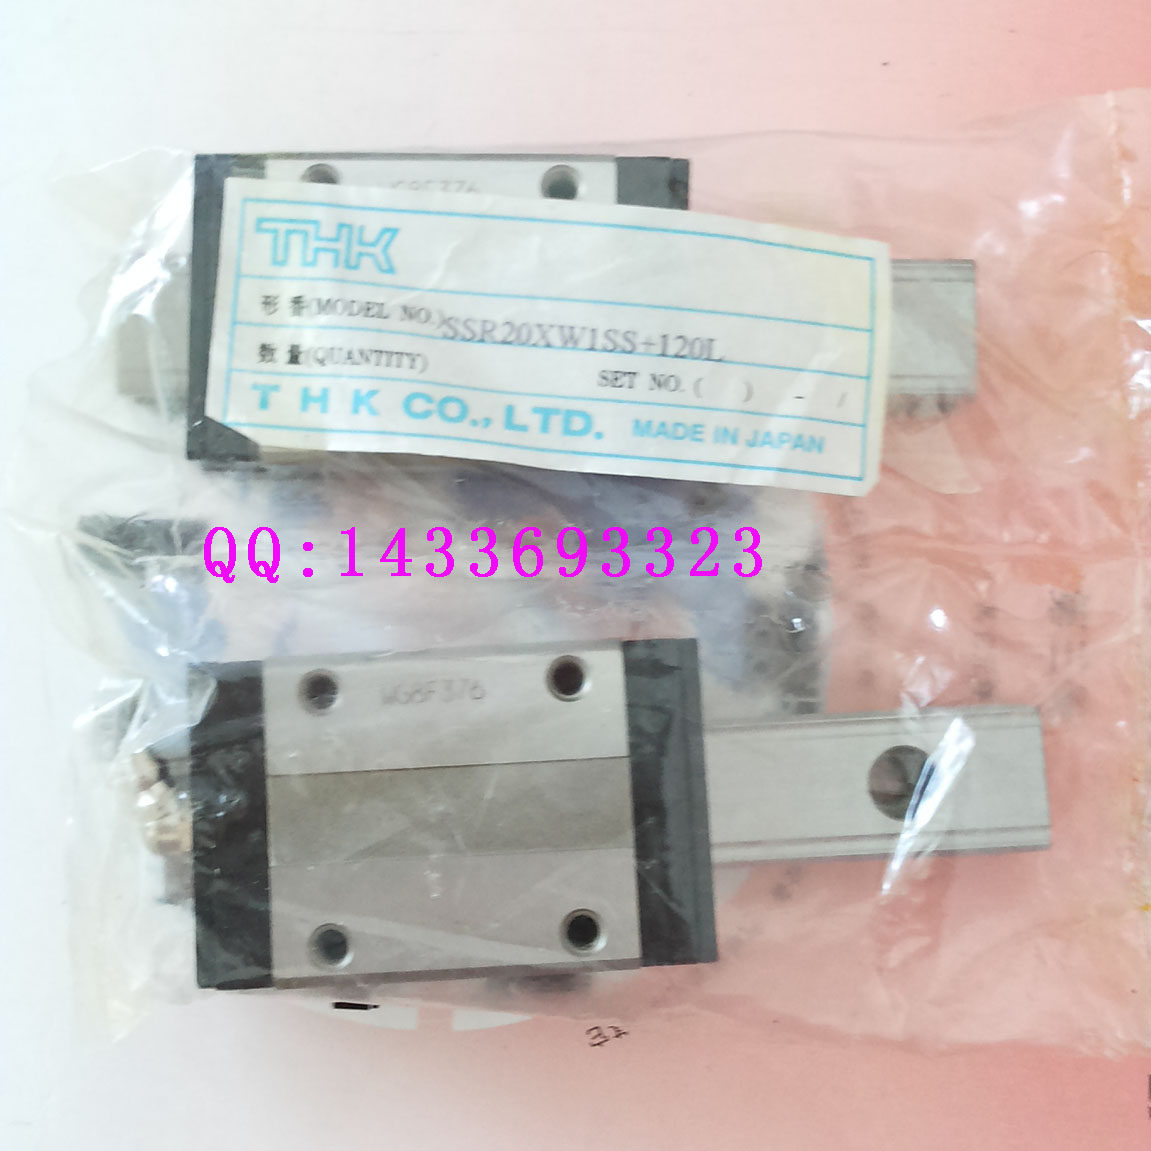 THK
形 番(MODEL NO.)SSR20XW1SS+120L
数 量(QUANTITY) SET NO. ( ) - /
T H K CO., LTD. MADE IN JAPAN
QQ:1433693323
WG8F376